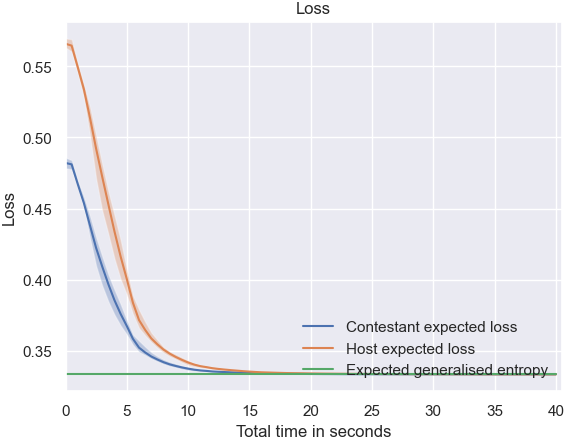 Loss
Loss
0.55
0.50
0.45
0.40
0.35
Contestant expected loss
Host expected loss
Expected generalised entropy
0 5 10 15 20 25 30 35 40
Total time in seconds